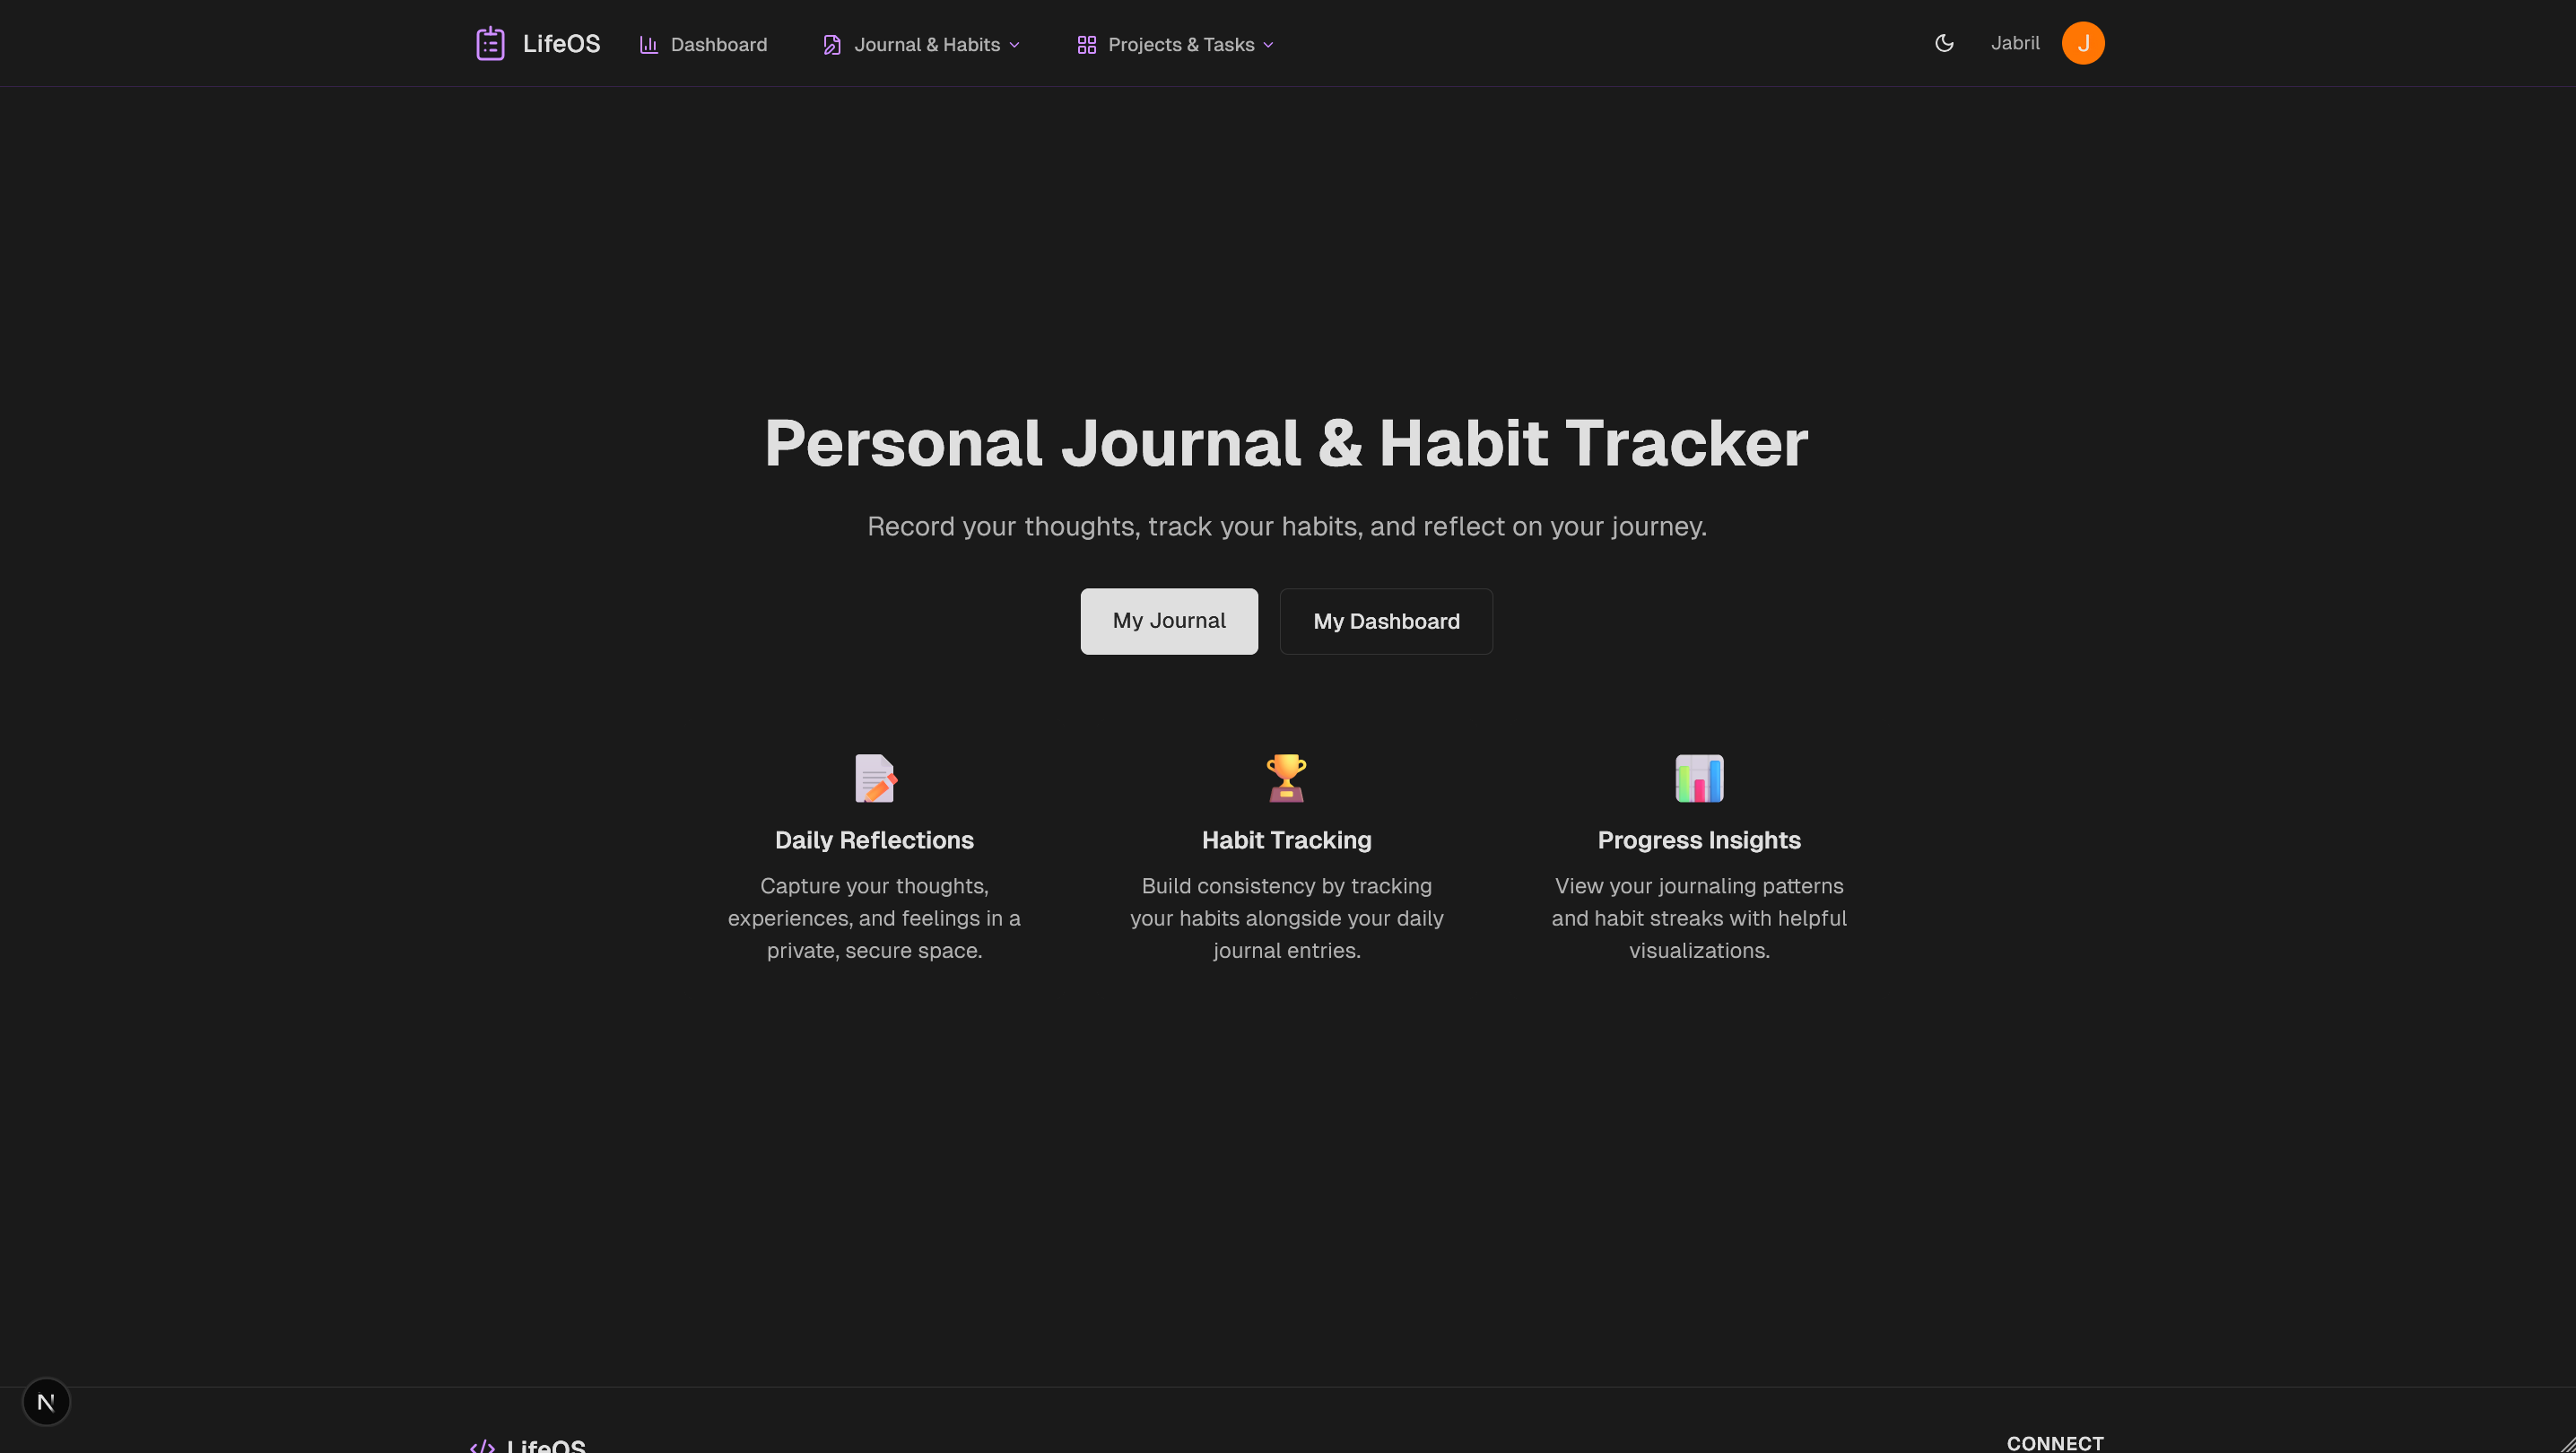 LifeOS
Dashboard
Journal & Habits
Projects & Tasks
Jabril
J
Personal Journal & Habit Tracker
Record your thoughts, track your habits, and reflect on your journey.
My Journal
My Dashboard
Daily Reflections
Capture your thoughts,
experiences, and feelings in a
private, secure space.
Habit Tracking
Build consistency by tracking
your habits alongside your daily
journal entries.
Progress Insights
View your journaling patterns
and habit streaks with helpful
visualizations.
N
LifeOS
CONNECT